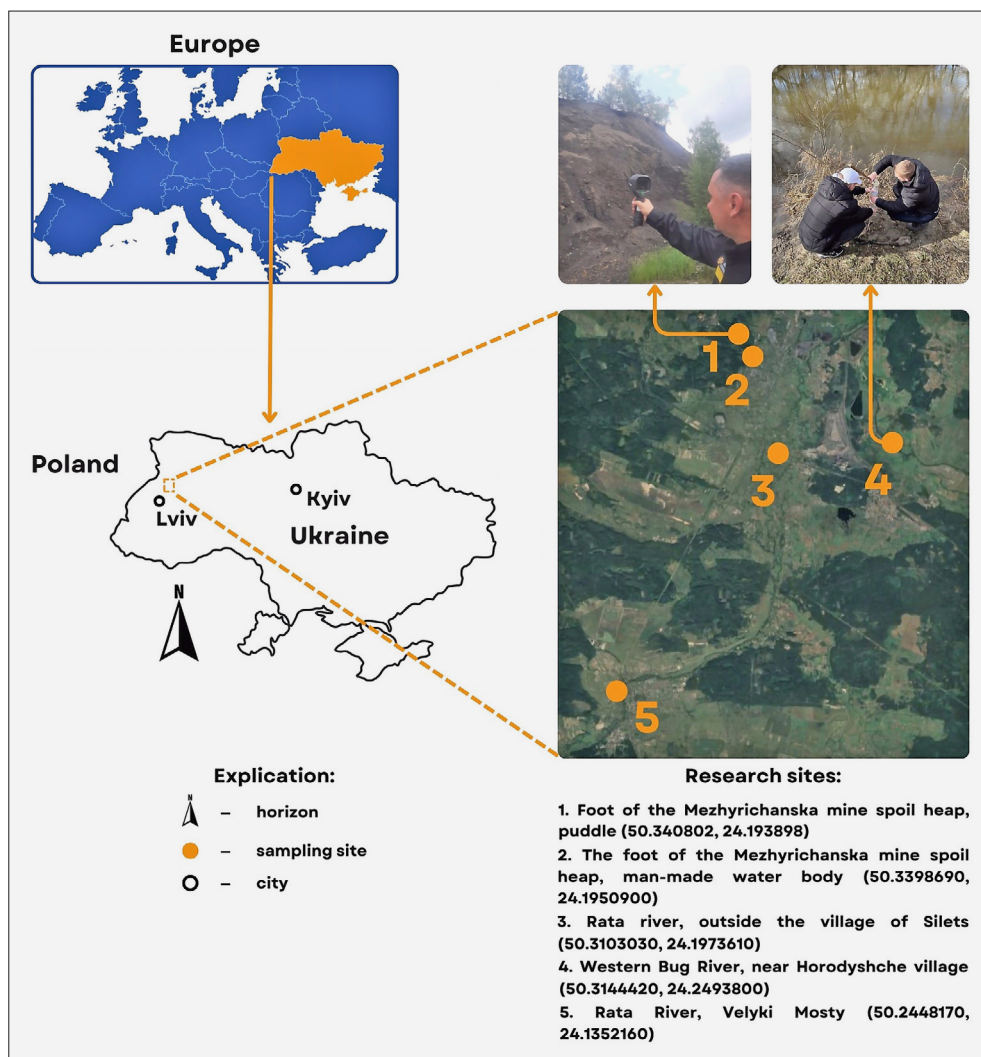 Europe
1
2
3
4
5
Poland
Lviv
Kyiv
Ukraine
N
Explication:
N
– horizon
– sampling site
– city
Research sites:
1. Foot of the Mezhyrichanska mine spoil heap,
puddle (50.340802, 24.193898)
2. The foot of the Mezhyrichanska mine spoil
heap, man-made water body (50.3398690,
24.1950900)
3. Rata river, outside the village of Silets
(50.3103030, 24.1973610)
4. Western Bug River, near Horodyshche village
(50.3144420, 24.2493800)
5. Rata River, Velyki Mosty (50.2448170,
24.1352160)